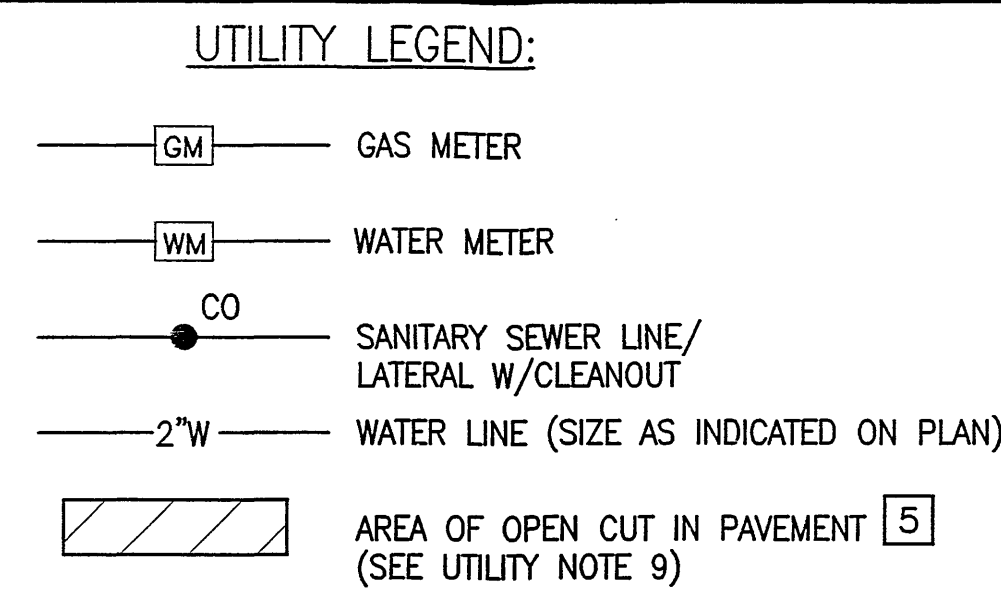 UTILITY LEGEND:
GM GAS METER
WM WATER METER
CO
SANITARY SEWER LINE/
LATERAL W/CLEANOUT
2"W WATER LINE (SIZE AS INDICATED ON PLAN)
AREA OF OPEN CUT IN PAVEMENT 5
(SEE UTILITY NOTE 9)